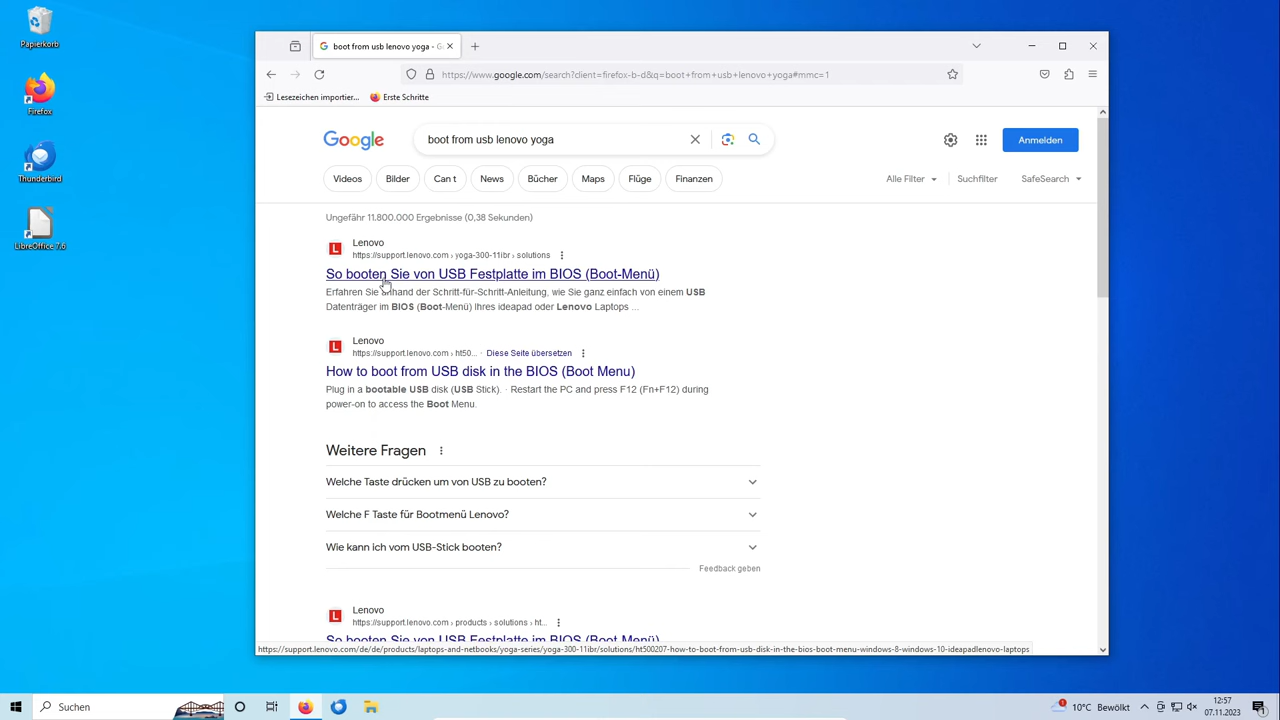 Papierkorb
Firefox
Thunderbird
LibreOffice 7.6
boot from usb lenovo yoga - G
https://www.google.com/search?client=firefox-b-d&q=boot+from+usb+lenovo+yoga#mmc=1
Lesezeichen importier...
Erste Schritte
Google
boot from usb lenovo yoga
Anmelden
Videos
Bilder
Can t
News
Bücher
Maps
Flüge
Finanzen
Alle Filter
Suchfilter
SafeSearch
Ungefähr 11.800.000 Ergebnisse (0,38 Sekunden)
L
Lenovo
https://support.lenovo.com › yoga-300-11ibr › solutions
So booten Sie von USB Festplatte im BIOS (Boot-Menü)
Erfahren Sie anhand der Schritt-für-Schritt-Anleitung, wie Sie ganz einfach von einem USB
Datenträger im BIOS (Boot-Menü) Ihres ideapad oder Lenovo Laptops ...
L
Lenovo
https://support.lenovo.com › ht50... · Diese Seite übersetzen
How to boot from USB disk in the BIOS (Boot Menu)
Plug in a bootable USB disk (USB Stick). · Restart the PC and press F12 (Fn+F12) during
power-on to access the Boot Menu.
Weitere Fragen
Welche Taste drücken um von USB zu booten?
Welche F Taste für Bootmenü Lenovo?
Wie kann ich vom USB-Stick booten?
Feedback geben
L
Lenovo
https://support.lenovo.com › products › solutions › ht...
So booten Sie von USB Festplatte im BIOS (Boot Menü)
https://support.lenovo.com/de/de/products/laptops-and-netbooks/yoga-series/yoga-300-11ibr/solutions/ht500207-how-to-boot-from-usb-disk-in-the-bios-boot-menu-windows-8-windows-10-ideapadlenovo-laptops
Suchen
10°C Bewölkt
12:57
07.11.2023